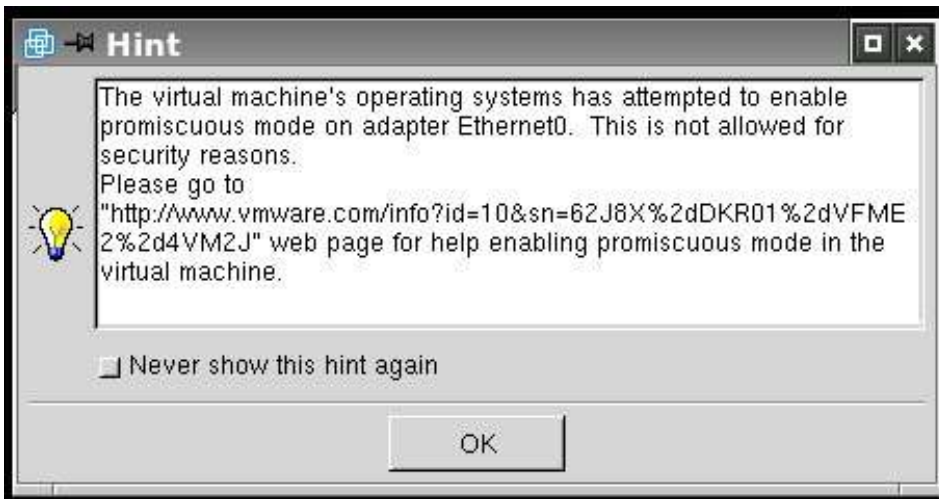 Hint
The virtual machine's operating systems has attempted to enable
promiscuous mode on adapter Ethernet0.  This is not allowed for
security reasons.
Please go to
"http://www.vmware.com/info?id=10&sn=62J8X%2dDKR01%2dVFME
2%2d4VM2J" web page for help enabling promiscuous mode in the
virtual machine.
Never show this hint again
OK